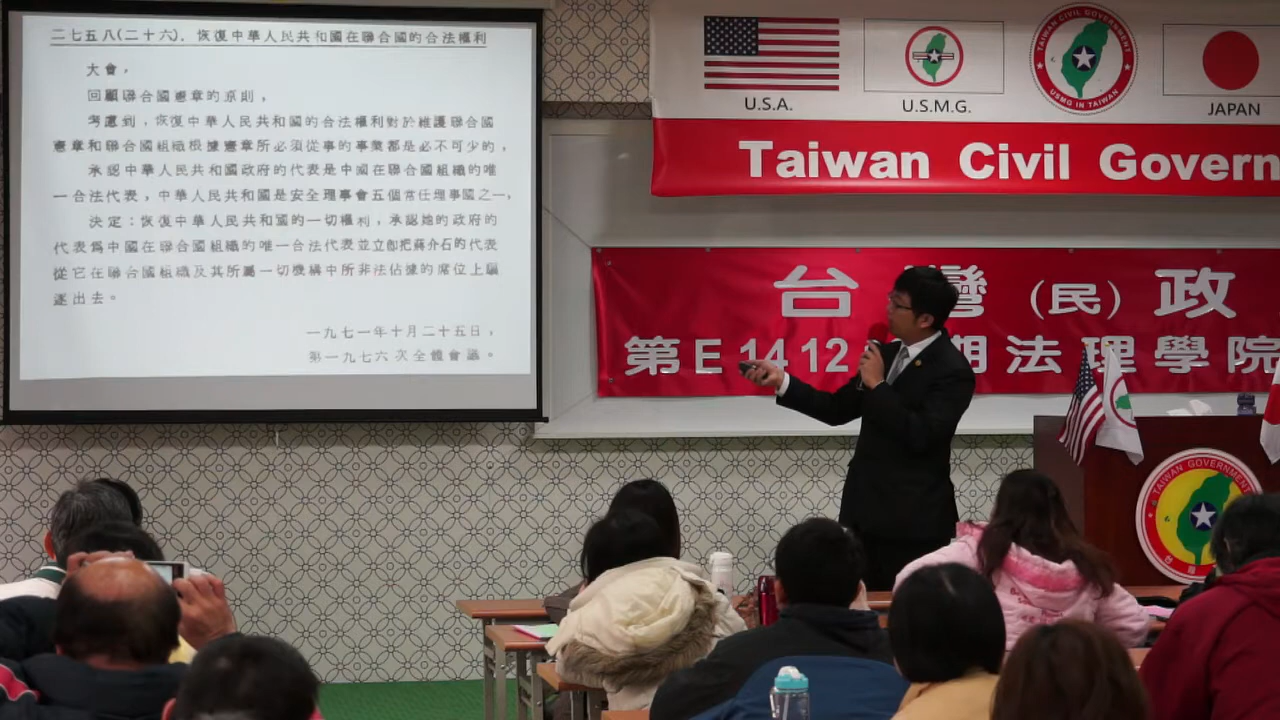 二七五八(二十六). 恢復中華人民共和國在聯合國的合法權利
大會，
回顧聯合國憲章的原則，
考慮到，恢復中華人民共和國的合法權利對於維護聯合國
憲章和聯合國組織根據憲章所必須從事的事業都是必不可少的，
承認中華人民共和國政府的代表是中國在聯合國組織的唯
一合法代表，中華人民共和國是安全理事會五個常任理事國之一，
決定：恢復中華人民共和國的一切權利，承認她的政府的
代表爲中國在聯合國組織的唯一合法代表並立即把蔣介石的代表
從它在聯合國組織及其所屬一切機構中所非法佔據的席位上驅
逐出去。
一九七一年十月二十五日，
第一九七六次全體會議。
U.S.A.
U.S.M.G.
TAIWAN CIVIL GOVERNMENT
USMG IN TAIWAN
JAPAN
Taiwan Civil Govern
台灣（民）政
第E1412期法理學院
TAIWAN GOVERNMENT